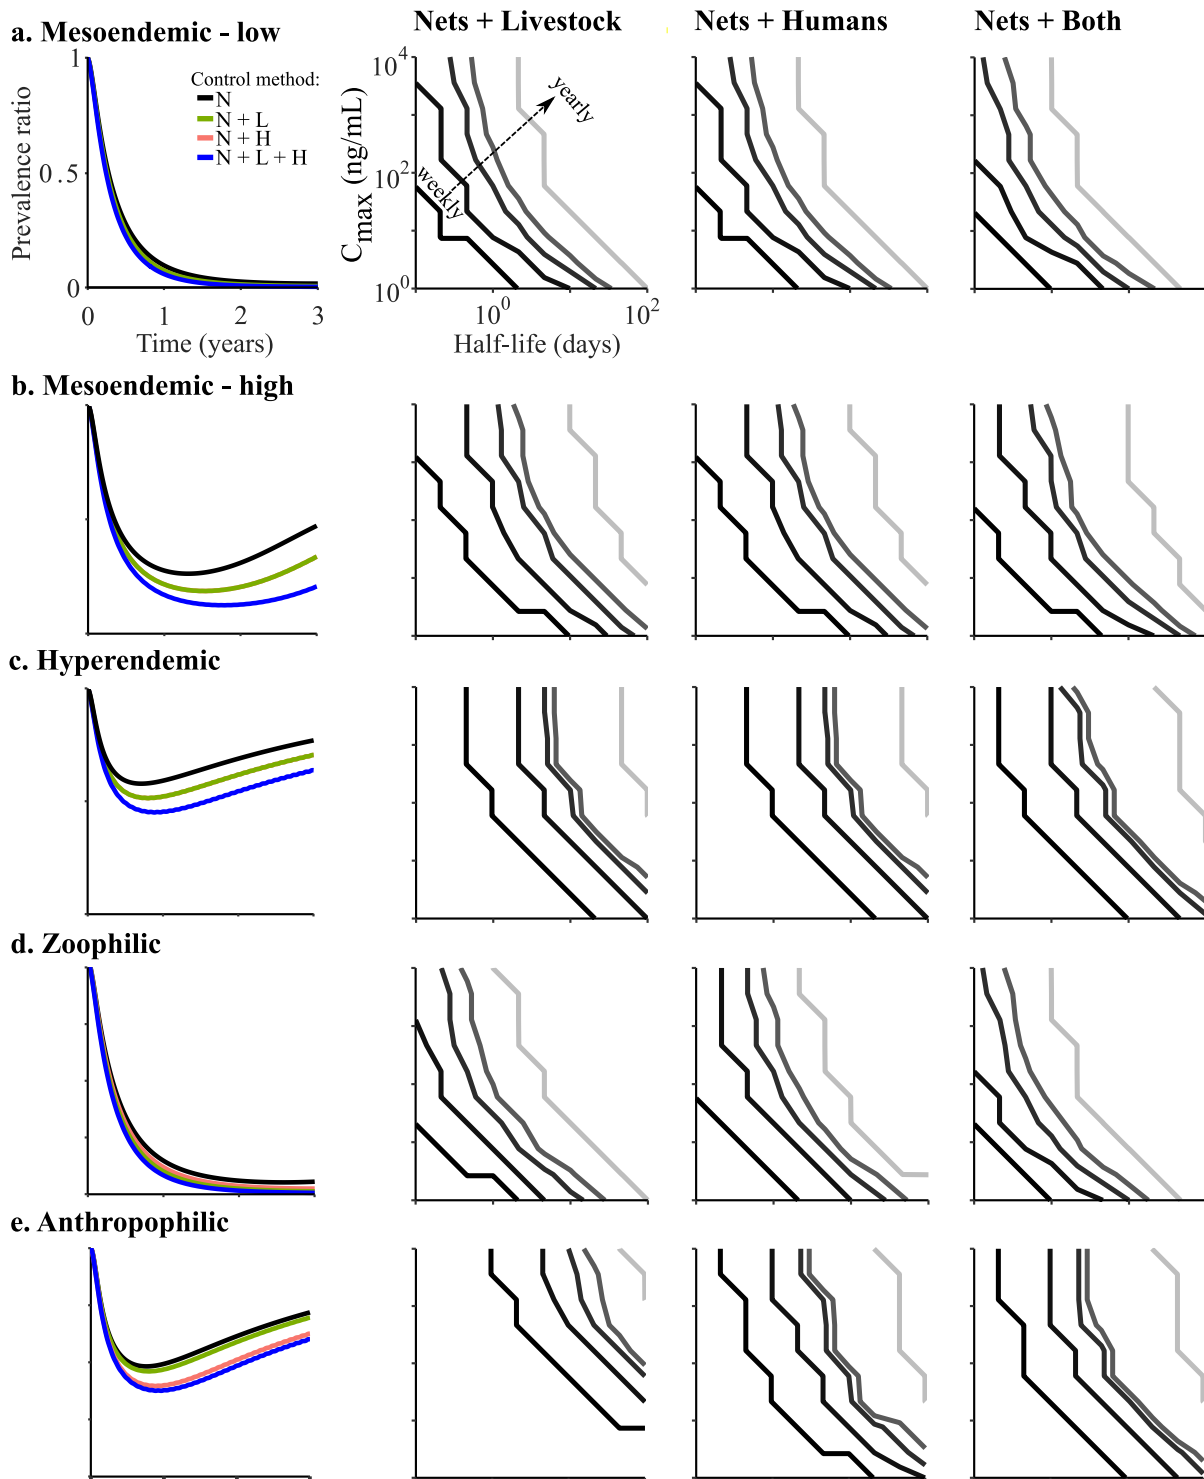 a. Mesoendemic - low
Nets + Livestock
Nets + Humans
Nets + Both
Prevalence ratio
1
0.5
0
0
1
2
3
Time (years)
Control method:
N
N + L
N + H
N + L + H
Cmax (ng/mL)
10^4
10^2
10^0
10^0
10^2
Half-life (days)
weekly
yearly
b. Mesoendemic - high
c. Hyperendemic
d. Zoophilic
e. Anthropophilic